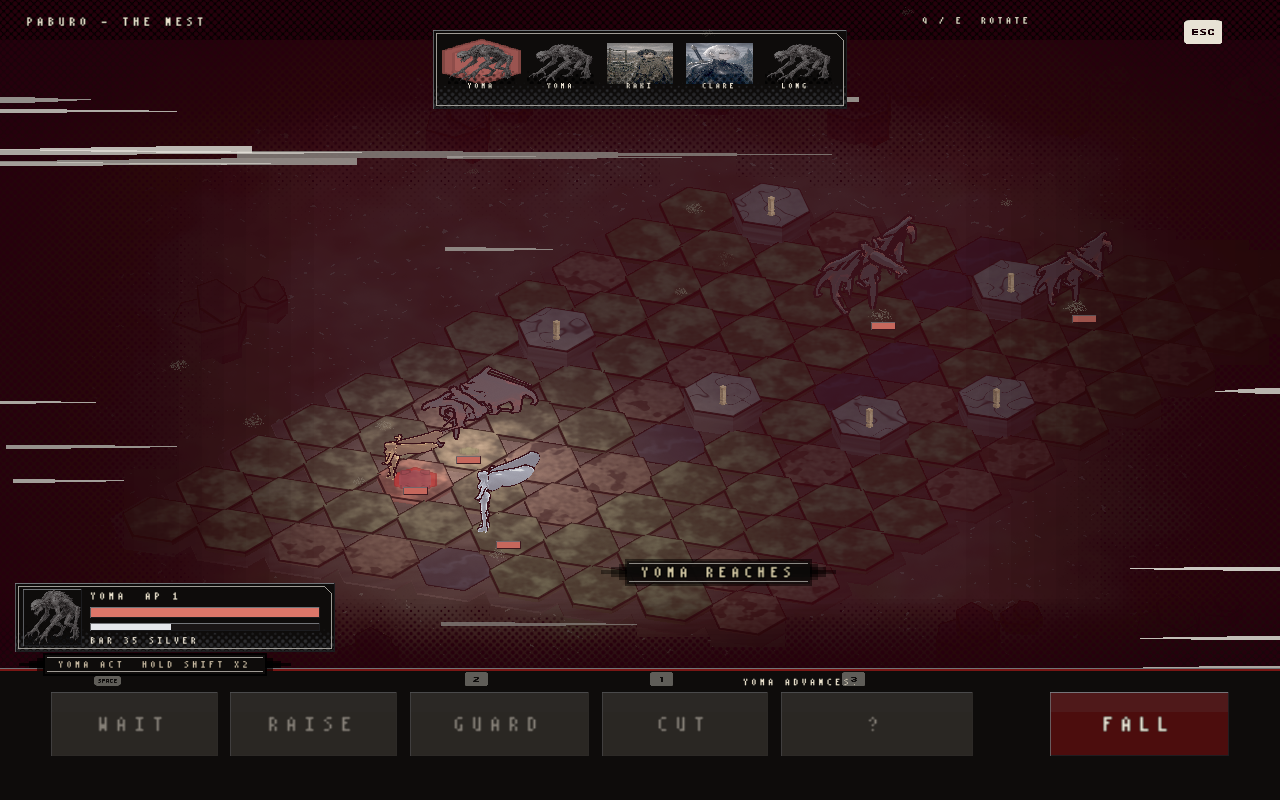 PABURO - THE NEST
Q / E ROTATE
ESC
YOMA
YOMA
RAKI
CLARE
LONG
YOMA REACHES
YOMA AP 1
BAR 35 SILVER
YOMA ACT HOLD SHIFT X2
SPACE
2
1
YOMA ADVANCES
3
WAIT
RAISE
GUARD
CUT
?
FALL